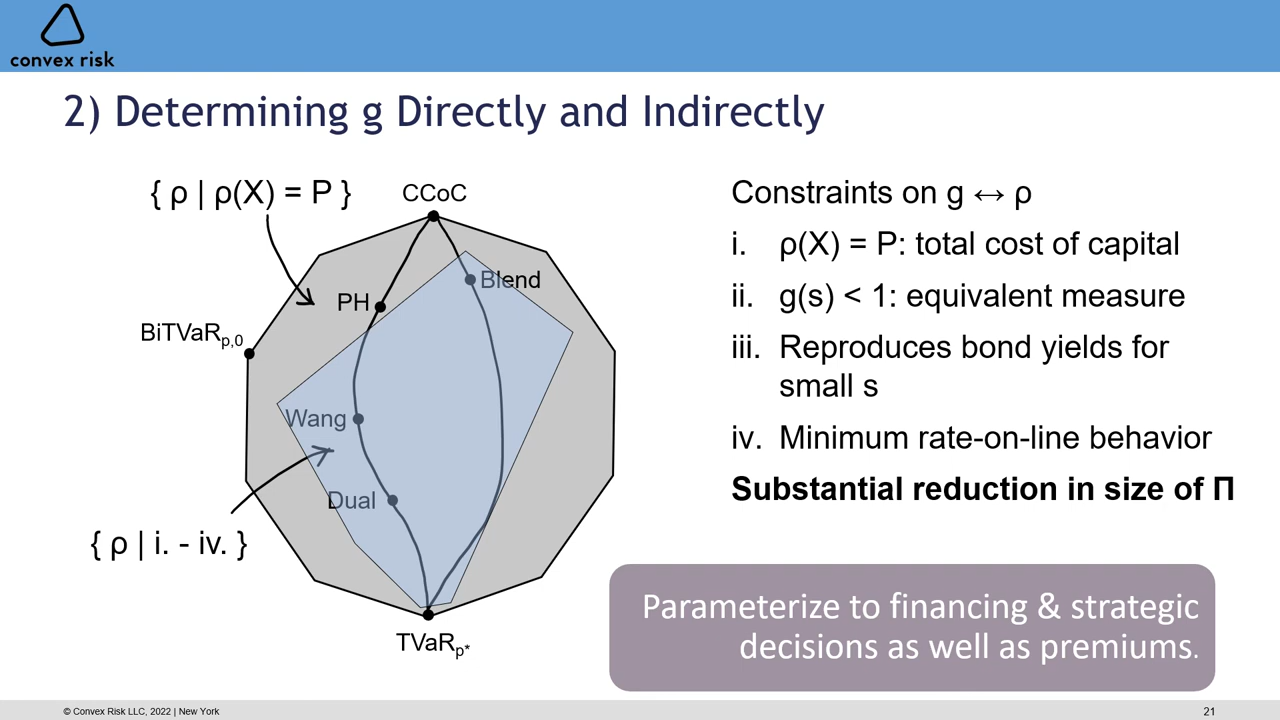 convex risk
2) Determining g Directly and Indirectly
{ ρ | ρ(X) = P }
CCoC
Blend
PH
BiTVaRp,0
Wang
Dual
{ ρ | i. - iv. }
TVaRp*
Constraints on g ↔ ρ
i. ρ(X) = P: total cost of capital
ii. g(s) < 1: equivalent measure
iii. Reproduces bond yields for
small s
iv. Minimum rate-on-line behavior
Substantial reduction in size of Π
Parameterize to financing & strategic
decisions as well as premiums.
© Convex Risk LLC, 2022 | New York
21